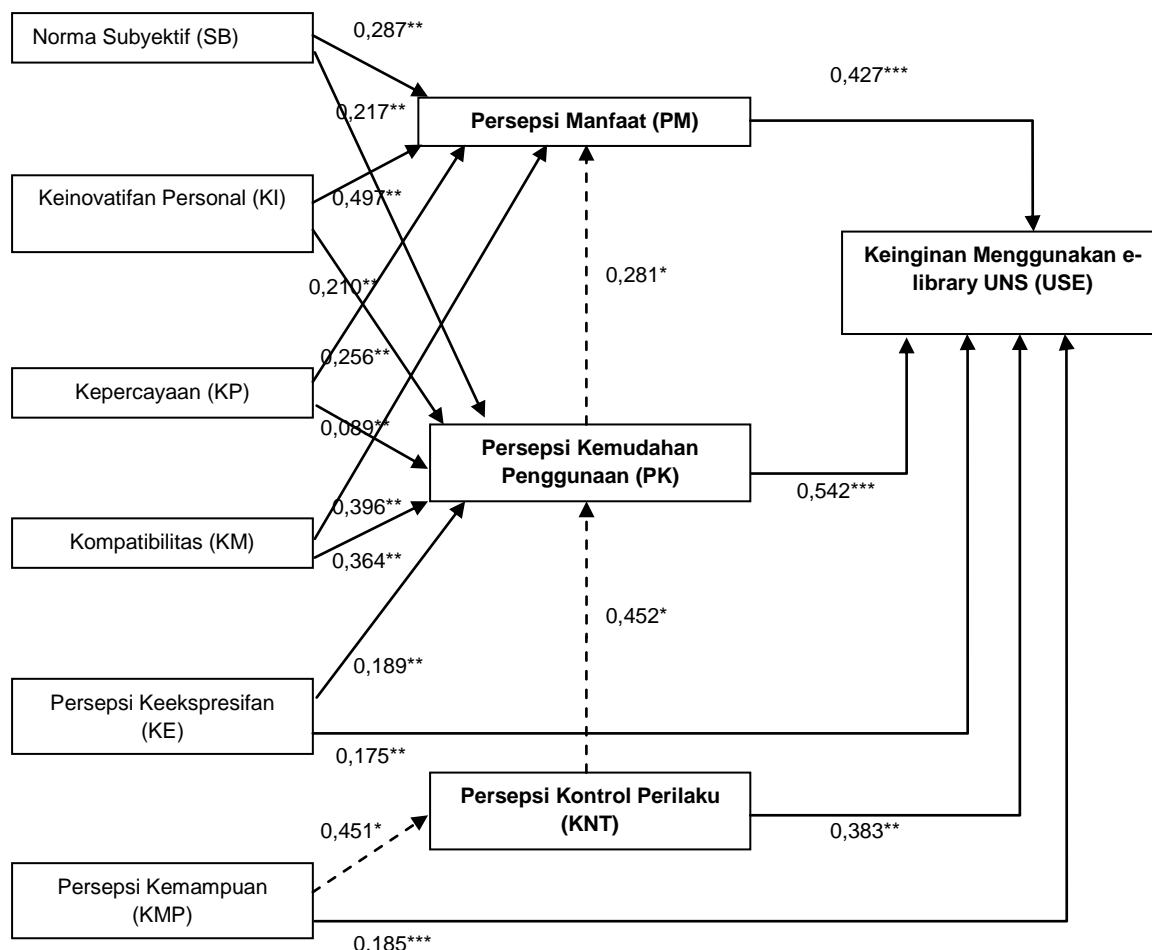 Norma Subyektif (SB)
0,287**
0,427***
0,217**
Persepsi Manfaat (PM)
Keinovatifan Personal (KI)
0,497**
Keinginan Menggunakan e-
library UNS (USE)
0,281*
0,210**
0,256**
Kepercayaan (KP)
0,089**
Persepsi Kemudahan
Penggunaan (PK)
0,542***
0,396**
Kompatibilitas (KM)
0,364**
0,452*
0,189**
Persepsi Keekspresifan
(KE)
0,175**
Persepsi Kontrol Perilaku
(KNT)
0,451*
0,383**
Persepsi Kemampuan
(KMP)
0,185***